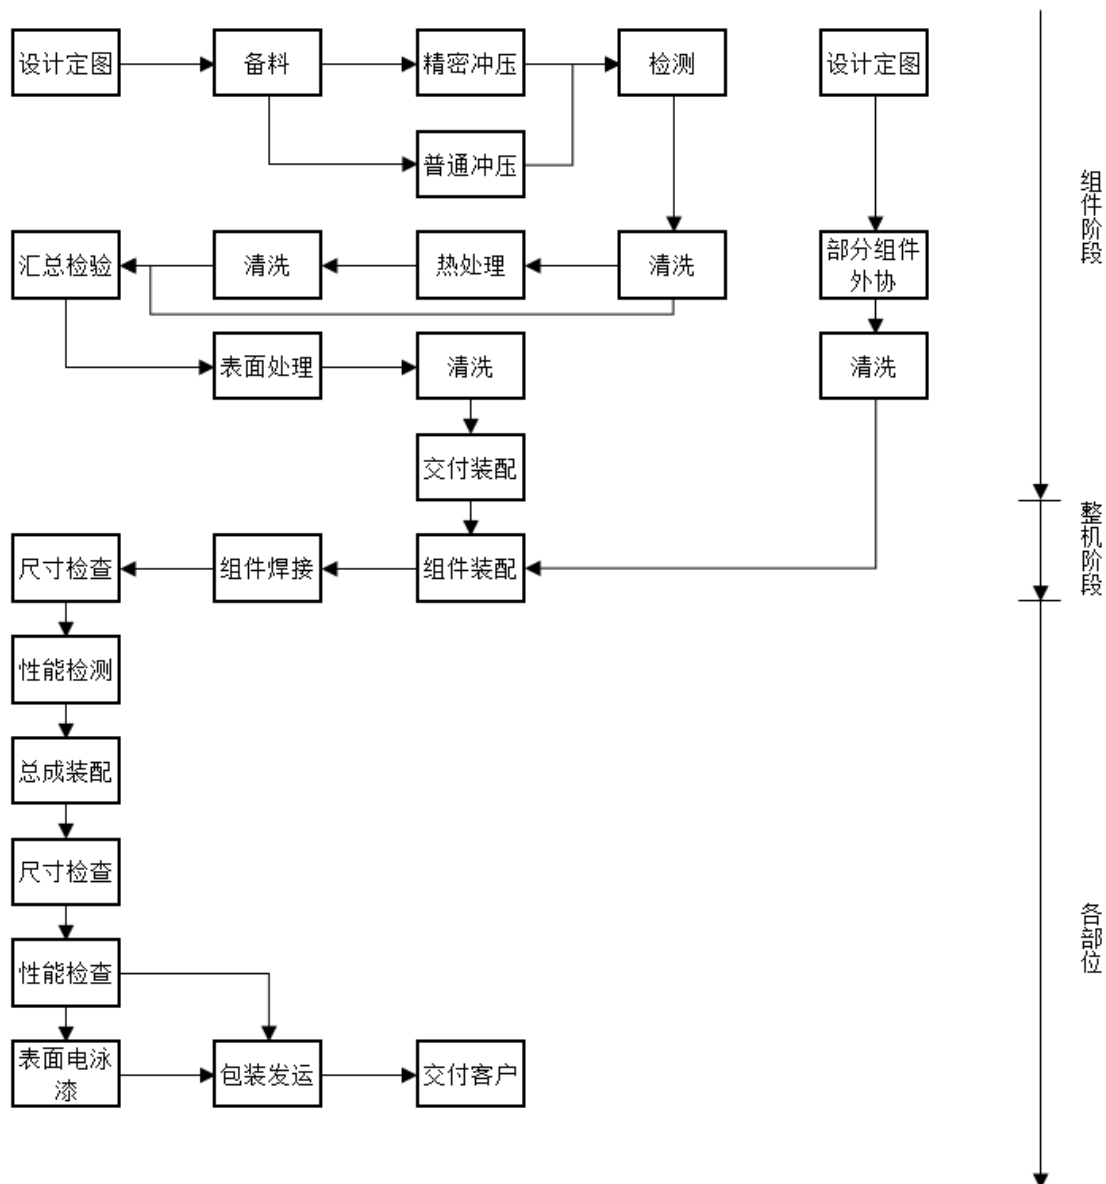 设计定图
备料
精密冲压
检测
设计定图
普通冲压
组件阶段
汇总检验
清洗
热处理
清洗
部分组件
外协
表面处理
清洗
清洗
交付装配
整机阶段
尺寸检查
组件焊接
组件装配
性能检测
总成装配
尺寸检查
各部位
性能检查
表面电泳
漆
包装发运
交付客户